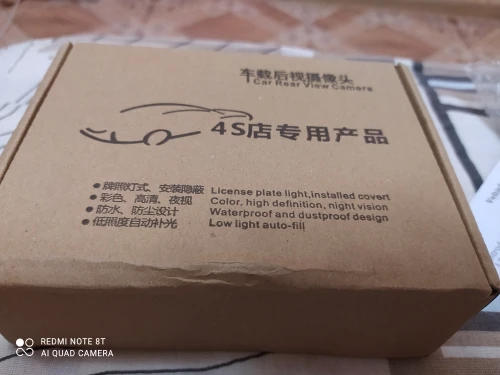 车载后视摄像头
Car Rear View Camera
4S店专用产品
● 牌照灯式、安装隐蔽 License plate light,installed covert
● 彩色、高清、夜视 Color, high definition, night vision
● 防水、防尘设计 Waterproof and dustproof design
● 低照度自动补光 Low light auto-fill
REDMI NOTE 8T
AI QUAD CAMERA